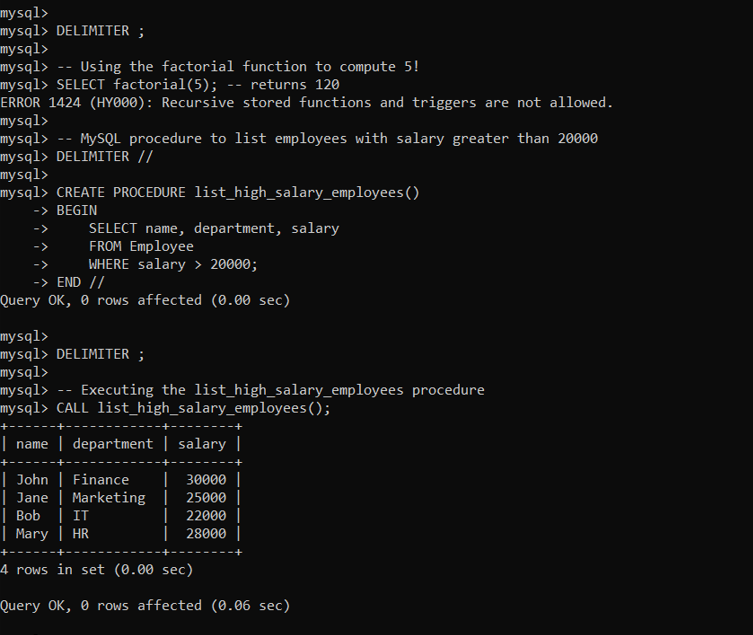 mysql>
mysql> DELIMITER ;
mysql>
mysql> -- Using the factorial function to compute 5!
mysql> SELECT factorial(5); -- returns 120
ERROR 1424 (HY000): Recursive stored functions and triggers are not allowed.
mysql>
mysql> -- MySQL procedure to list employees with salary greater than 20000
mysql> DELIMITER //
mysql>
mysql> CREATE PROCEDURE list_high_salary_employees()
    -> BEGIN
    ->     SELECT name, department, salary
    ->     FROM Employee
    ->     WHERE salary > 20000;
    -> END //
Query OK, 0 rows affected (0.00 sec)

mysql>
mysql> DELIMITER ;
mysql>
mysql> -- Executing the list_high_salary_employees procedure
mysql> CALL list_high_salary_employees();
+------+------------+--------+
| name | department | salary |
+------+------------+--------+
| John | Finance    |  30000 |
| Jane | Marketing  |  25000 |
| Bob  | IT         |  22000 |
| Mary | HR         |  28000 |
+------+------------+--------+
4 rows in set (0.00 sec)

Query OK, 0 rows affected (0.06 sec)